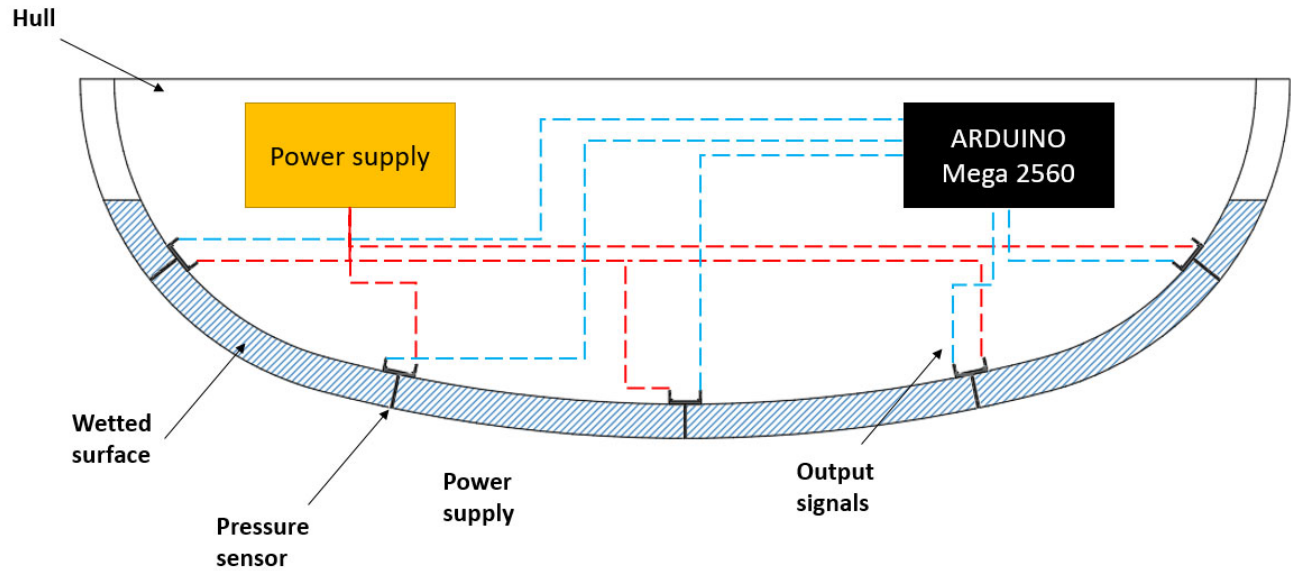 Hull
Power supply
ARDUINO
Mega 2560
Wetted
surface
Pressure
sensor
Power
supply
Output
signals